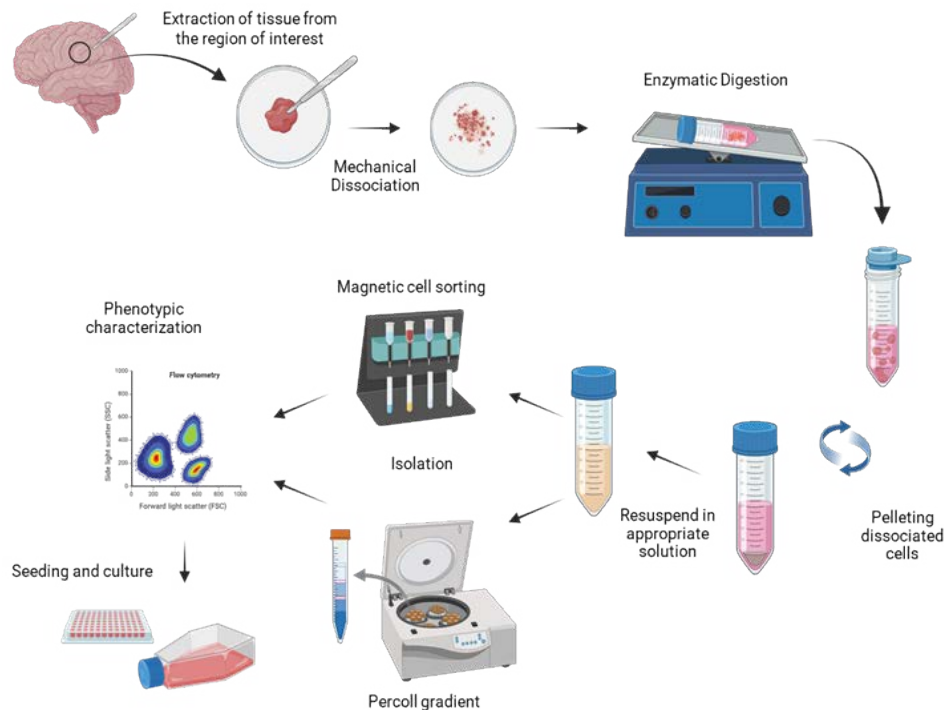 Extraction of tissue from
the region of interest
Mechanical
Dissociation
Enzymatic Digestion
Pelleting
dissociated
cells
Resuspend in
appropriate
solution
Isolation
Magnetic cell sorting
Percoll gradient
Phenotypic
characterization
Flow cytometry
Side light scatter (SSC)
1000
800
600
400
200
0
0 200 400 600 800 1000
Forward light scatter (FSC)
Seeding and culture